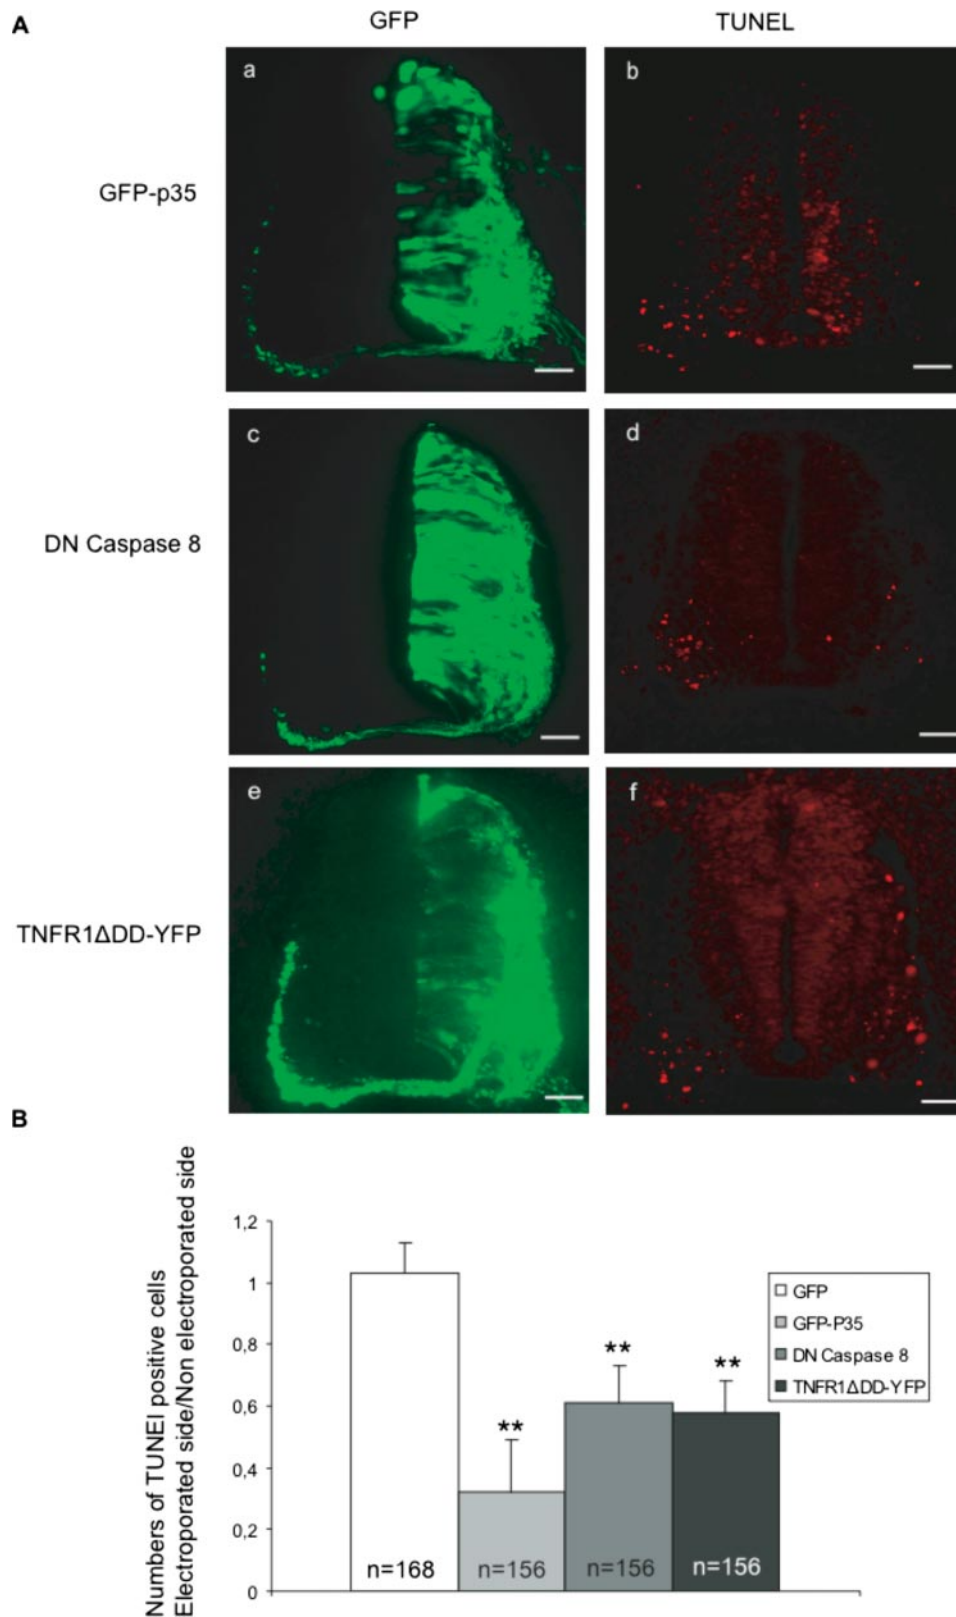 A
GFP
TUNEL
a
b
GFP-p35
c
d
DN Caspase 8
e
f
TNFR1ΔDD-YFP
B
Numbers of TUNEl positive cells
Electroporated side/Non electroporated side
1,2
1
0,8
0,6
0,4
0,2
0
**
**
**
n=168
n=156
n=156
n=156
GFP
GFP-P35
DN Caspase 8
TNFR1ΔDD-YFP